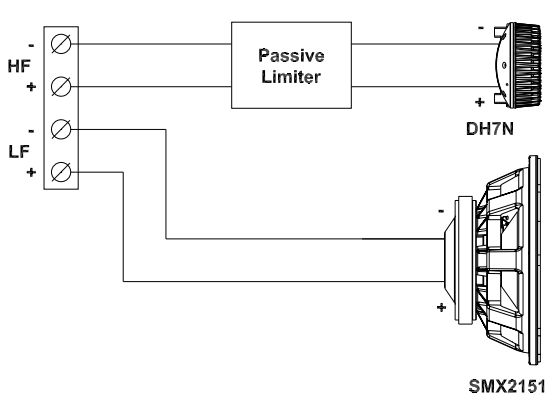 -
HF
+
-
LF
+
Passive
Limiter
-
+
DH7N
-
+
SMX2151